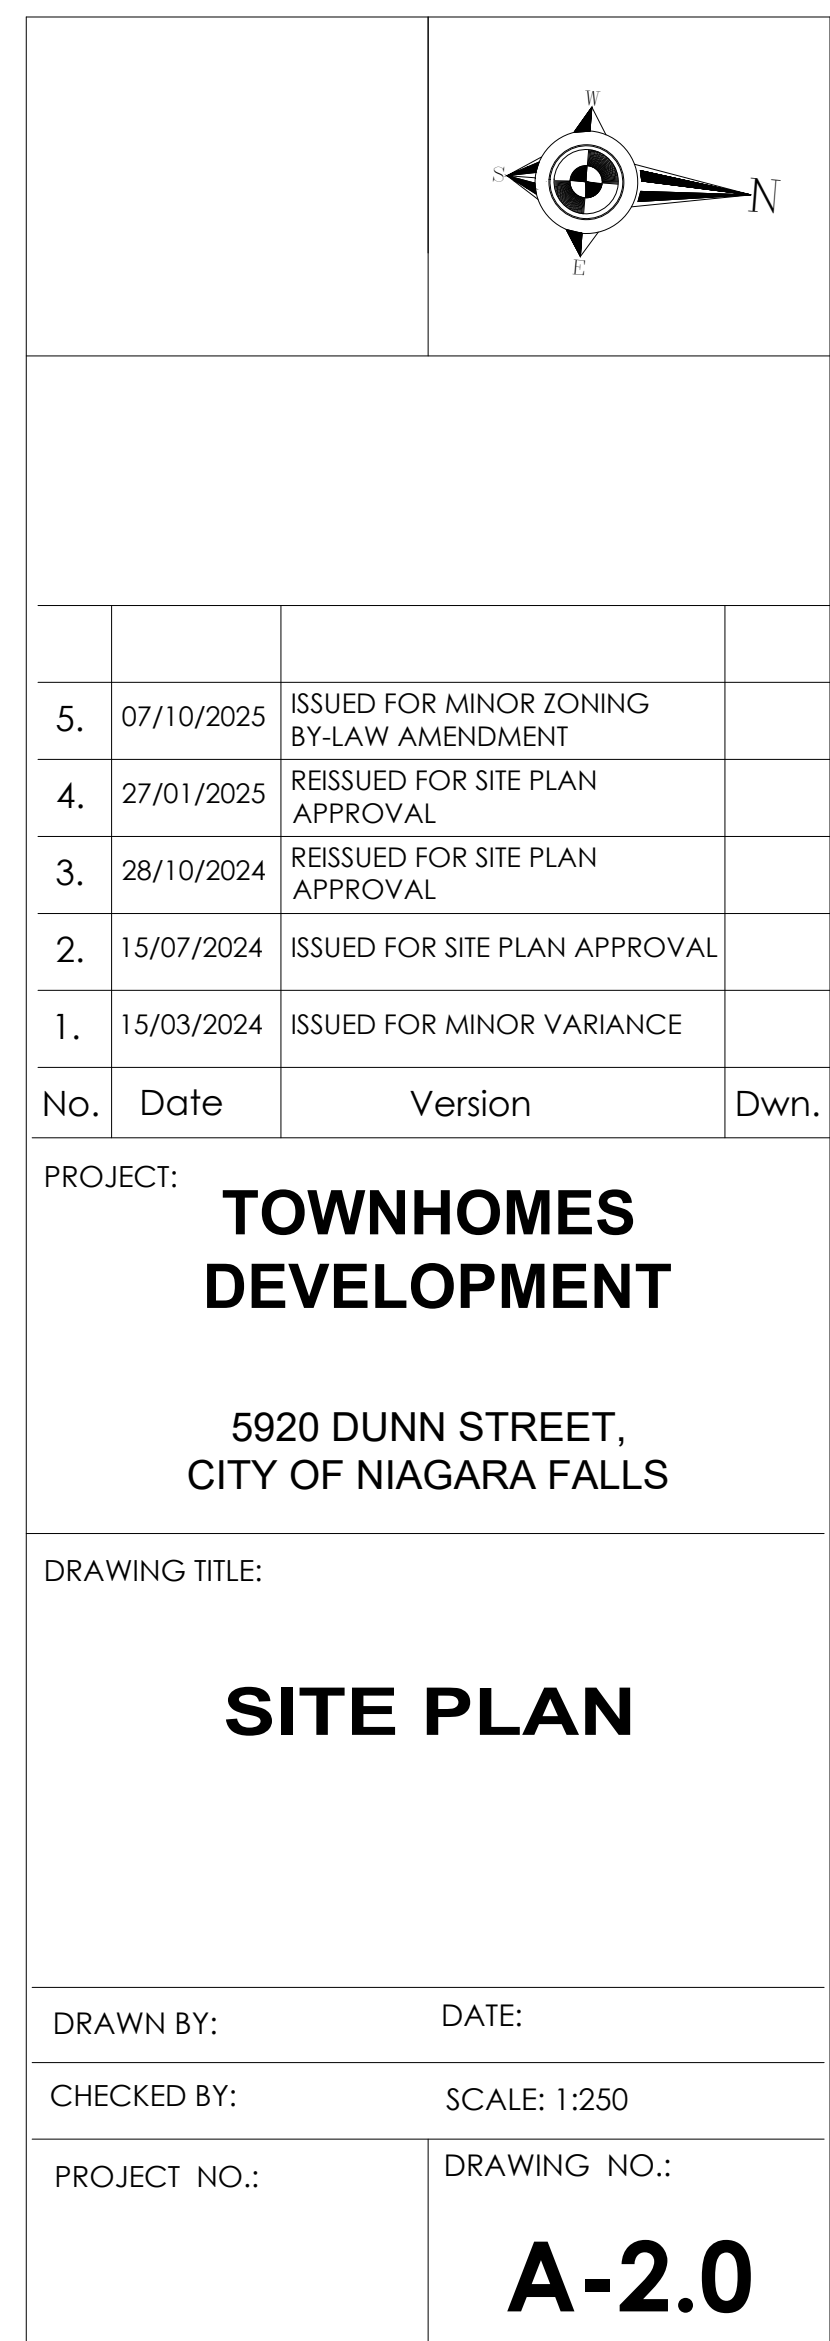 W
S
N
E
5. 07/10/2025 ISSUED FOR MINOR ZONING
BY-LAW AMENDMENT
4. 27/01/2025 REISSUED FOR SITE PLAN
APPROVAL
3. 28/10/2024 REISSUED FOR SITE PLAN
APPROVAL
2. 15/07/2024 ISSUED FOR SITE PLAN APPROVAL
1. 15/03/2024 ISSUED FOR MINOR VARIANCE
No. Date Version Dwn.
PROJECT:
TOWNHOMES
DEVELOPMENT
5920 DUNN STREET,
CITY OF NIAGARA FALLS
DRAWING TITLE:
SITE PLAN
DRAWN BY: DATE:
CHECKED BY: SCALE: 1:250
PROJECT NO.: DRAWING NO.:
A-2.0